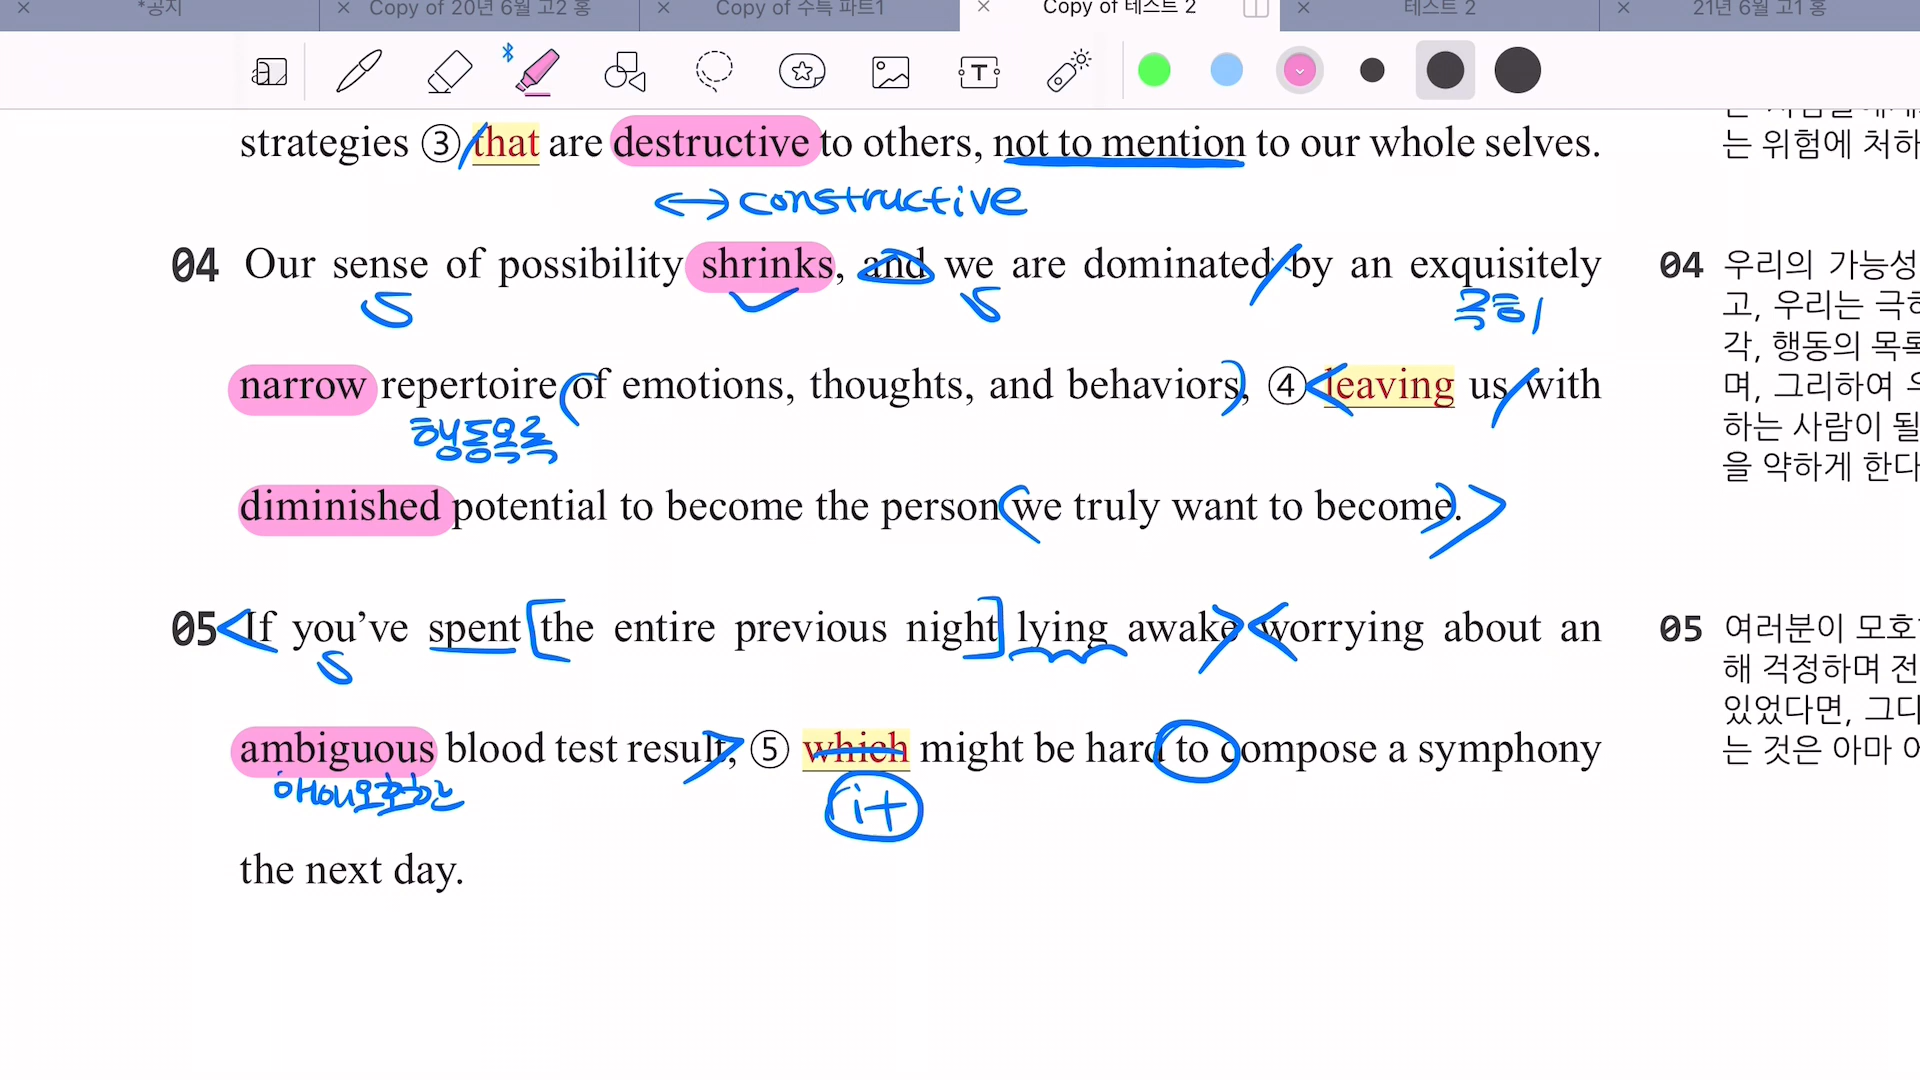 *공지
Copy of 20년 6월 고2 홍
Copy of 수특 파트1
Copy of 테스트 2
테스트 2
21년 6월 고1 홍
strategies ③ that are destructive to others, not to mention to our whole selves.
는 위험에 처하
↔ constructive
04 Our sense of possibility shrinks, and we are dominated by an exquisitely
S S 극히
narrow repertoire of emotions, thoughts, and behaviors, ④ leaving us with
행동목록
diminished potential to become the person we truly want to become.
04 우리의 가능성
고, 우리는 극히
각, 행동의 목록
며, 그리하여 우
하는 사람이 될
을 약하게 한다
05 If you've spent the entire previous night lying awake worrying about an
S
ambiguous blood test result, ⑤ which might be hard to compose a symphony
애매모호한 it
the next day.
05 여러분이 모호
해 걱정하며 전
있었다면, 그다
는 것은 아마 어